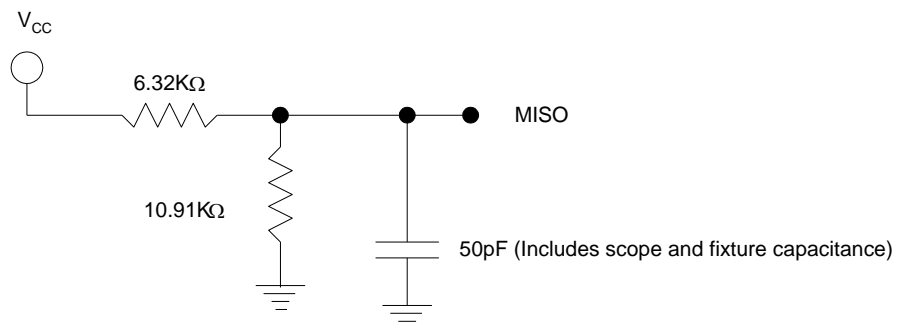 V_CC
6.32KΩ
MISO
10.91KΩ
50pF (Includes scope and fixture capacitance)